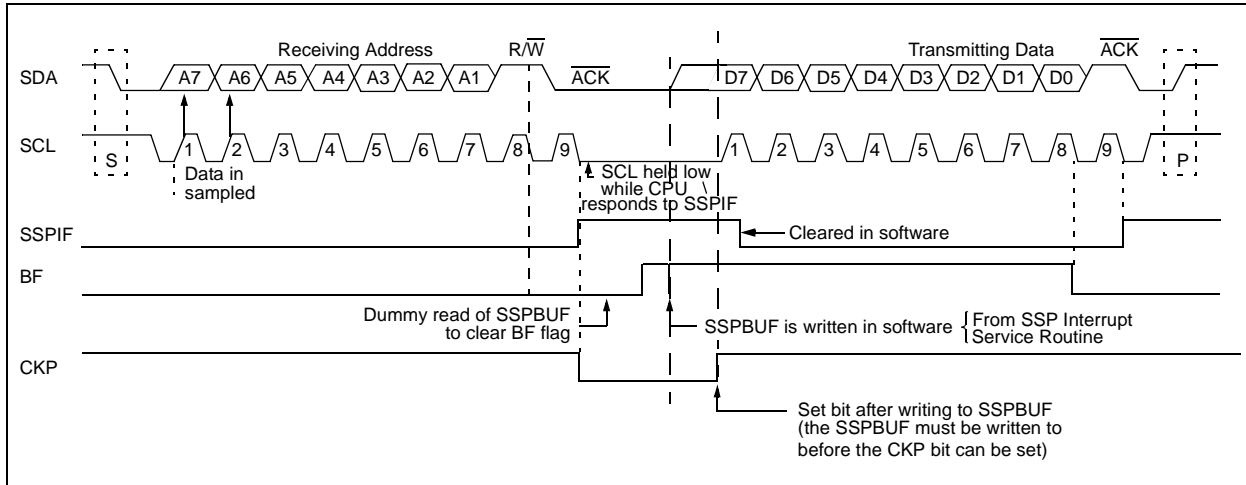 Receiving Address R/W Transmitting Data ACK
SDA A7 A6 A5 A4 A3 A2 A1 ACK D7 D6 D5 D4 D3 D2 D1 D0
SCL S 1 2 3 4 5 6 7 8 9 1 2 3 4 5 6 7 8 9 P
Data in
sampled
SCL held low
while CPU
responds to SSPIF
SSPIF
Cleared in software
BF
Dummy read of SSPBUF
to clear BF flag
SSPBUF is written in software
From SSP Interrupt
Service Routine
CKP
Set bit after writing to SSPBUF
(the SSPBUF must be written to
before the CKP bit can be set)